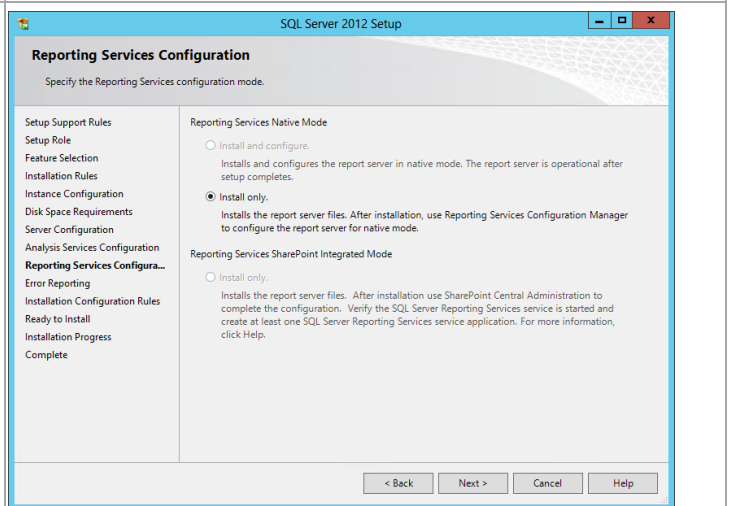 SQL Server 2012 Setup
Reporting Services Configuration
Specify the Reporting Services configuration mode.
Setup Support Rules
Setup Role
Feature Selection
Installation Rules
Instance Configuration
Disk Space Requirements
Server Configuration
Analysis Services Configuration
Reporting Services Configura...
Error Reporting
Installation Configuration Rules
Ready to Install
Installation Progress
Complete
Reporting Services Native Mode
Install and configure.
Installs and configures the report server in native mode. The report server is operational after
setup completes.
Install only.
Installs the report server files. After installation, use Reporting Services Configuration Manager
to configure the report server for native mode.
Reporting Services SharePoint Integrated Mode
Install only.
Installs the report server files. After installation use SharePoint Central Administration to
complete the configuration. Verify the SQL Server Reporting Services service is started and
create at least one SQL Server Reporting Services service application. For more information,
click Help.
< Back
Next >
Cancel
Help